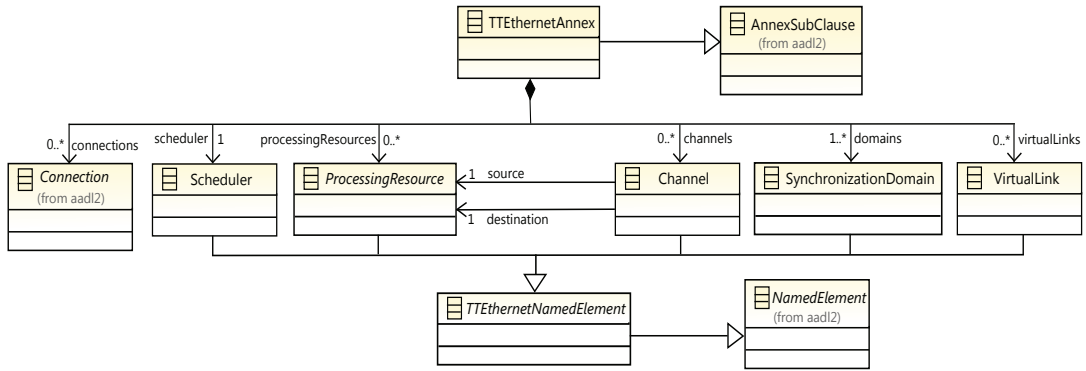 TTEthernetAnnex
AnnexSubClause
(from aadl2)
0..* connections
scheduler 1
processingResources 0..*
0..* channels
1..* domains
0..* virtualLinks
Connection
(from aadl2)
Scheduler
ProcessingResource
1 source
1 destination
Channel
SynchronizationDomain
VirtualLink
TTEthernetNamedElement
NamedElement
(from aadl2)